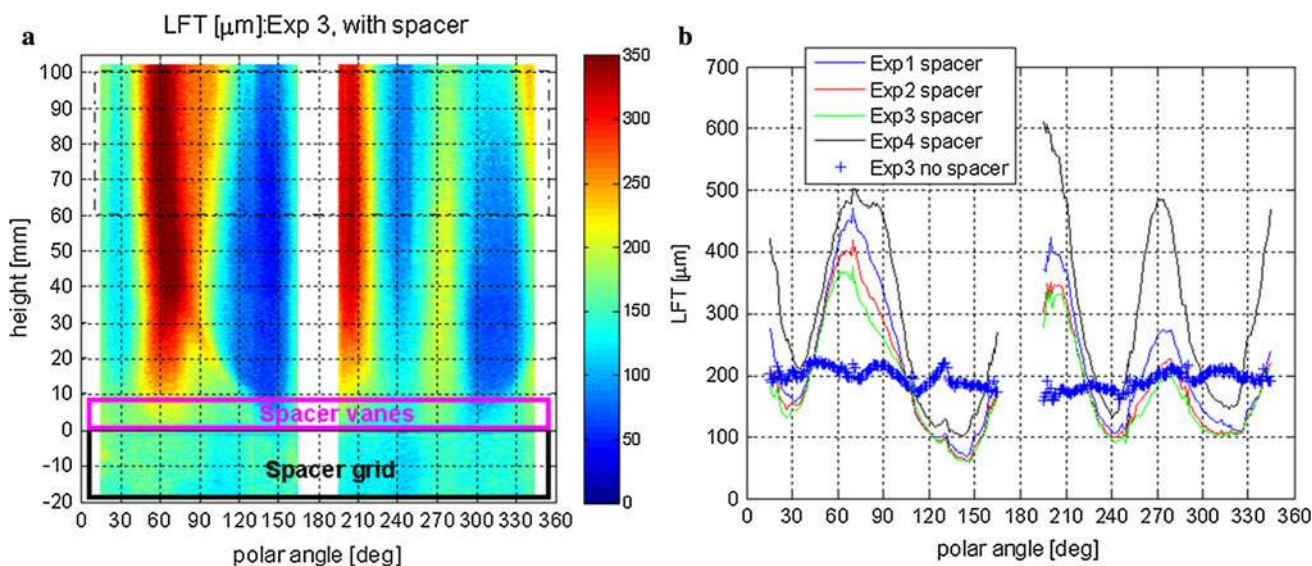 a
LFT [μm]:Exp 3, with spacer
height [mm]
100
90
80
70
60
50
40
30
20
10
0
-10
-20
Spacer vanes
Spacer grid
0 30 60 90 120 150 180 210 240 270 300 330 360
polar angle [deg]
350
300
250
200
150
100
50
0
b
Exp1 spacer
Exp2 spacer
Exp3 spacer
Exp4 spacer
Exp3 no spacer
LFT [μm]
700
600
500
400
300
200
100
0
0 30 60 90 120 150 180 210 240 270 300 330 360
polar angle [deg]